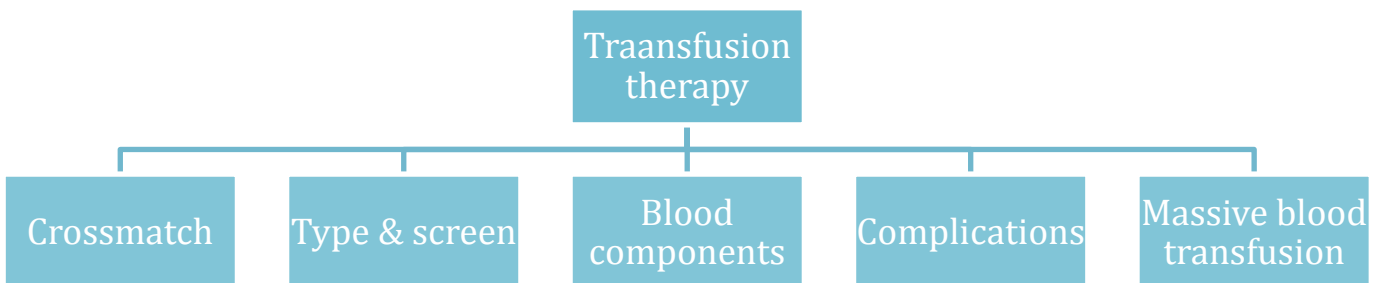 Traansfusion
therapy
Crossmatch
Type & screen
Blood
components
Complications
Massive blood
transfusion